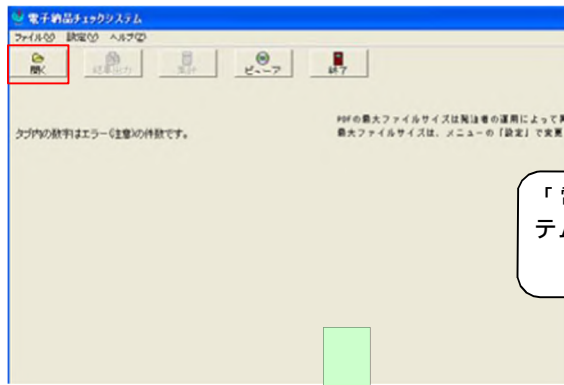 電子納品チェックシステム
ファイル(X) 設定(Y) ヘルプ(Z)
開く 結果出力 集計 ビューア 終了
PDFの最大ファイルサイズは発注者の運用によって異
タブ内の数字はエラー(注意)の件数です。
最大ファイルサイズは、メニューの「設定」で変更
「電
テム